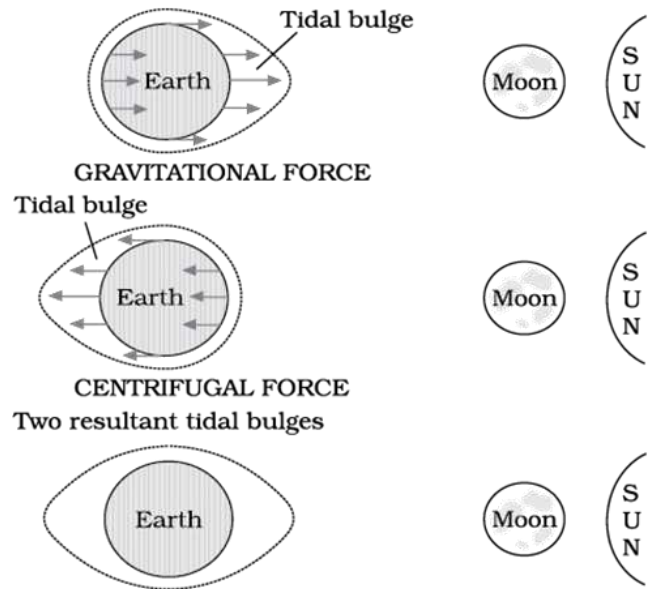 Tidal bulge
Earth
Moon
S
U
N
GRAVITATIONAL FORCE
Tidal bulge
Earth
Moon
S
U
N
CENTRIFUGAL FORCE
Two resultant tidal bulges
Earth
Moon
S
U
N